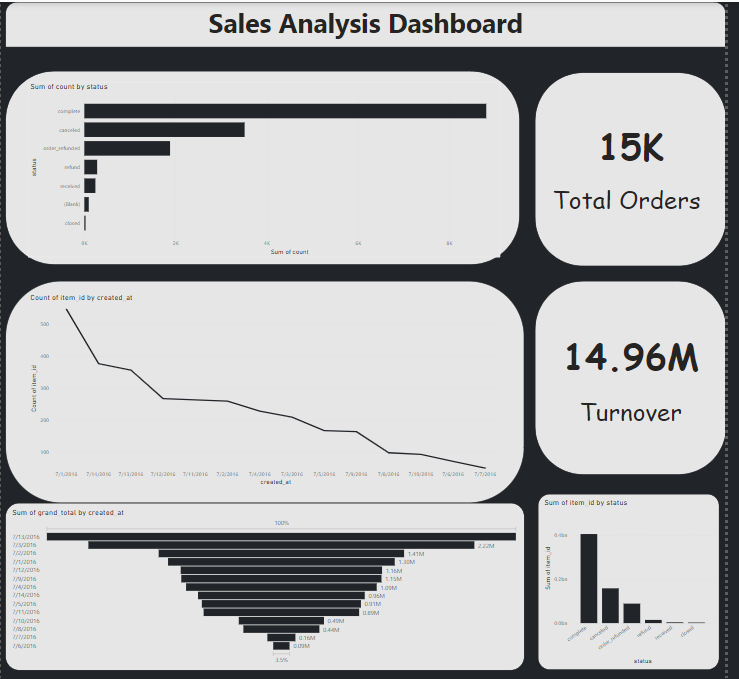 Sales Analysis Dashboard
Sum of count by status
complete
canceled
order_refunded
refund
received
(Blank)
closed
status
0K 2K 4K 6K 8K
Sum of count
15K
Total Orders
Count of item_id by created_at
500
400
300
200
100
Count of item_id
7/1/2016 7/14/2016 7/13/2016 7/12/2016 7/11/2016 7/2/2016 7/4/2016 7/3/2016 7/5/2016 7/9/2016 7/8/2016 7/10/2016 7/6/2016 7/7/2016
created_at
14.96M
Turnover
Sum of grand_total by created_at
100%
7/13/2016
7/3/2016 2.22M
7/2/2016 1.41M
7/1/2016 1.30M
7/12/2016 1.16M
7/9/2016 1.15M
7/4/2016 1.09M
7/14/2016 0.96M
7/5/2016 0.91M
7/11/2016 0.89M
7/10/2016 0.49M
7/8/2016 0.44M
7/7/2016 0.16M
7/6/2016 0.09M
3.5%
Sum of item_id by status
0.4bn
0.2bn
0.0bn
Sum of item_id
complete canceled order_refunded refund received closed
status